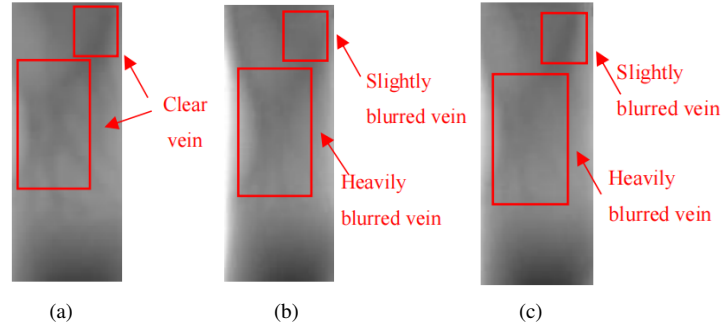 Clear
vein
Slightly
blurred vein
Heavily
blurred vein
Slightly
blurred vein
Heavily
blurred vein
(a)
(b)
(c)